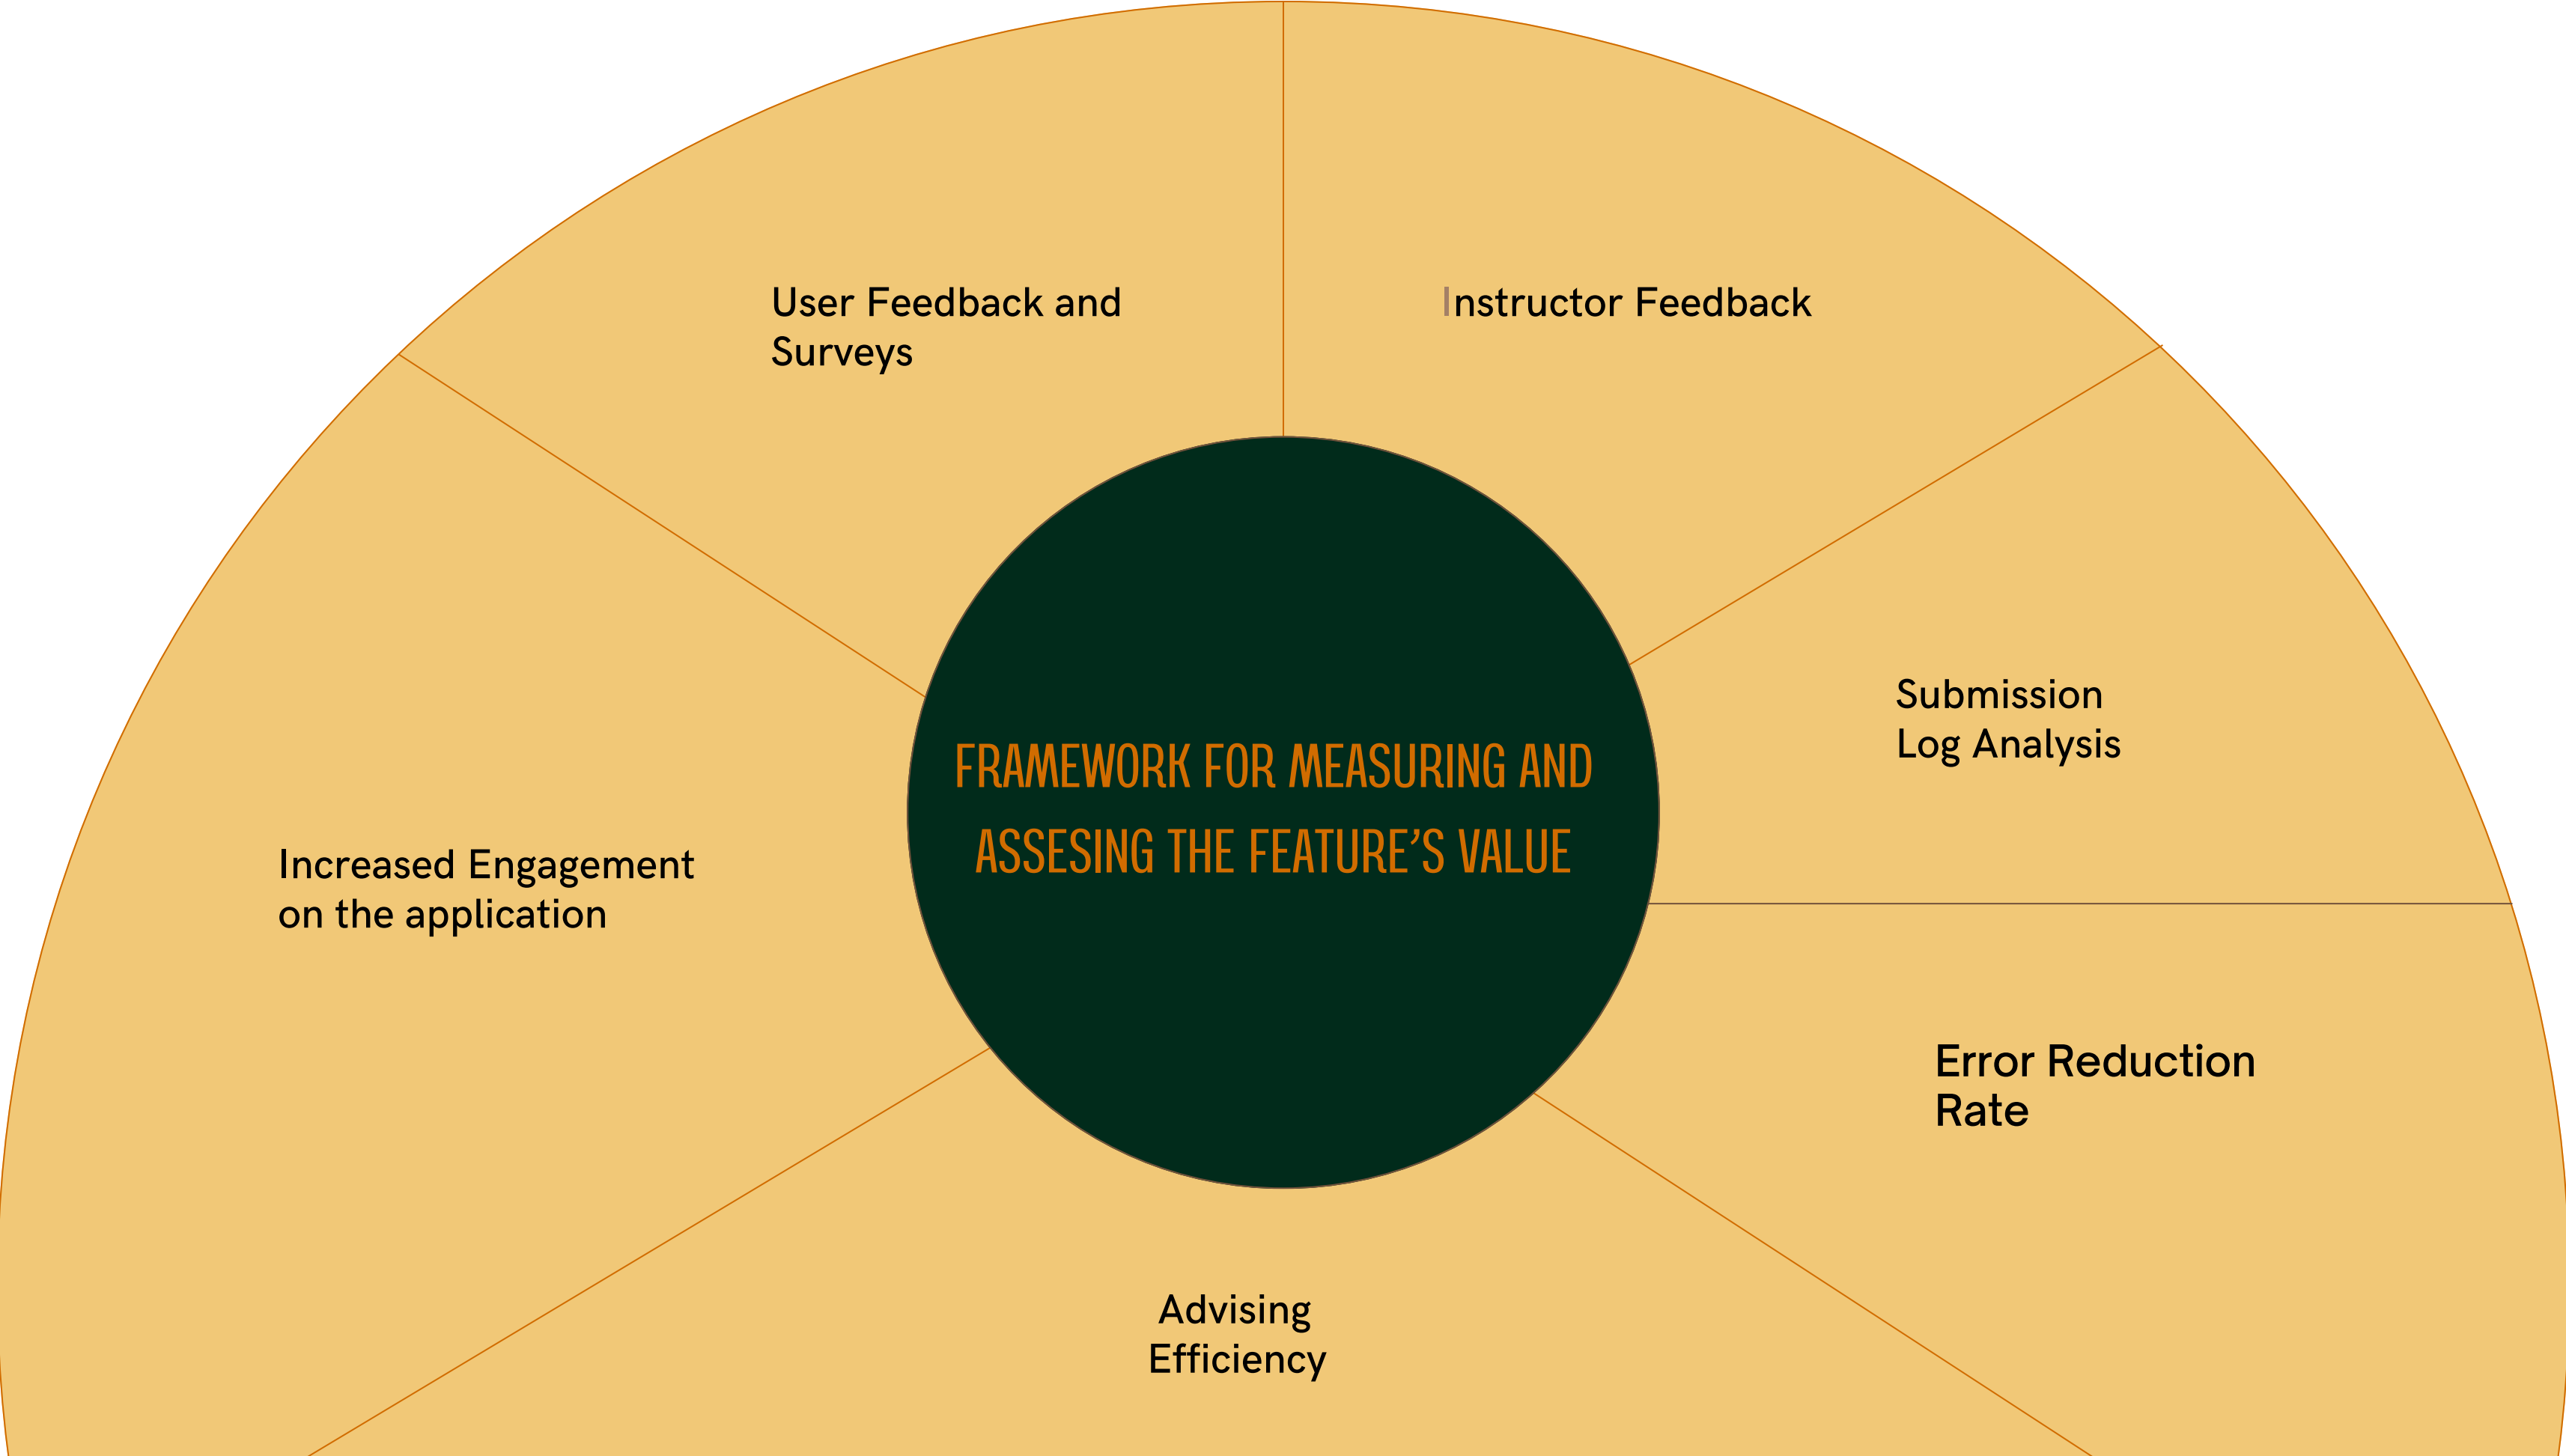 User Feedback and
Surveys
Instructor Feedback
Submission
Log Analysis
FRAMEWORK FOR MEASURING AND
ASSESING THE FEATURE’S VALUE
Increased Engagement
on the application
Error Reduction
Rate
Advising
Efficiency